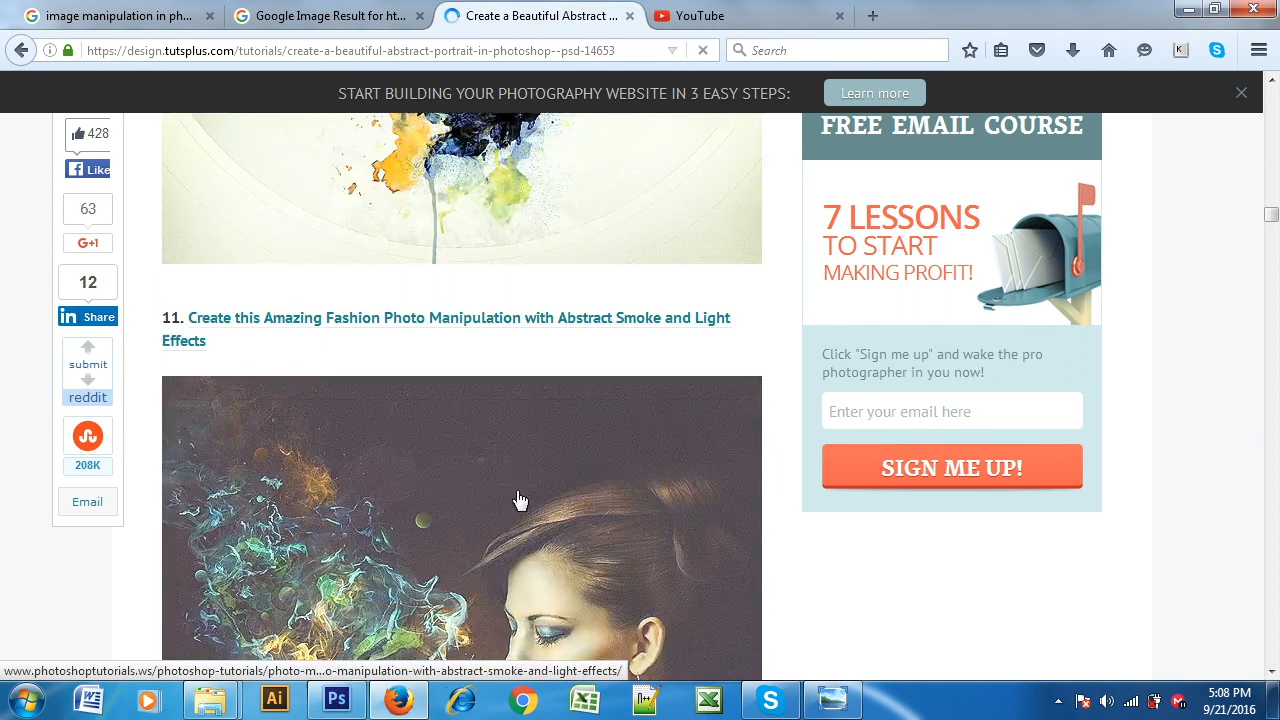 image manipulation in ph...
Google Image Result for ht...
Create a Beautiful Abstract ...
YouTube
https://design.tutsplus.com/tutorials/create-a-beautiful-abstract-portrait-in-photoshop--psd-14653
Search
START BUILDING YOUR PHOTOGRAPHY WEBSITE IN 3 EASY STEPS:
Learn more
428
Like
63
G+1
12
in Share
submit
reddit
208K
Email
11. Create this Amazing Fashion Photo Manipulation with Abstract Smoke and Light
Effects
FREE EMAIL COURSE
7 LESSONS
TO START
MAKING PROFIT!
Click "Sign me up" and wake the pro
photographer in you now!
Enter your email here
SIGN ME UP!
www.photoshoptutorials.ws/photoshop-tutorials/photo-m...o-manipulation-with-abstract-smoke-and-light-effects/
Ai
Ps
5:08 PM
9/21/2016